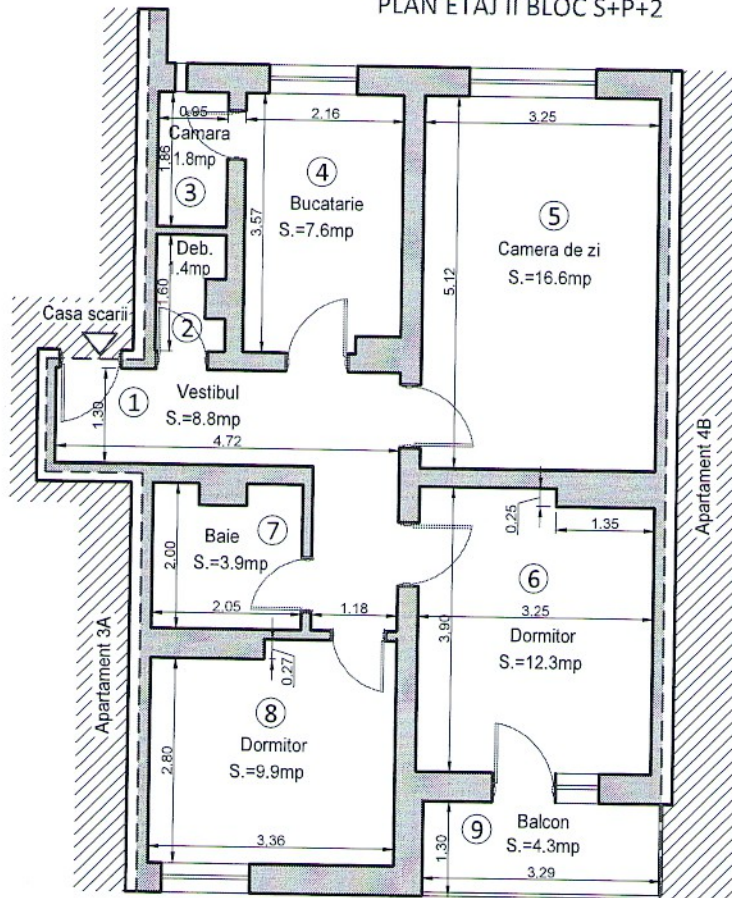 PLAN ETAJ II BLOC S+P+2
0.95
Camara
1.8mp
1.86
3
2.16
4
Bucatarie
S.=7.6mp
3.57
3.25
5
Camera de zi
S.=16.6mp
5.12
Deb.
1.4mp
1.60
2
Casa scarii
1
Vestibul
S.=8.8mp
1.30
4.72
Apartament 4B
7
Baie
S.=3.9mp
2.00
2.05
1.18
0.25
1.35
6
3.25
Dormitor
S.=12.3mp
3.90
Apartament 3A
0.27
8
Dormitor
S.=9.9mp
2.80
3,36
9
Balcon
S.=4.3mp
1.30
3.29